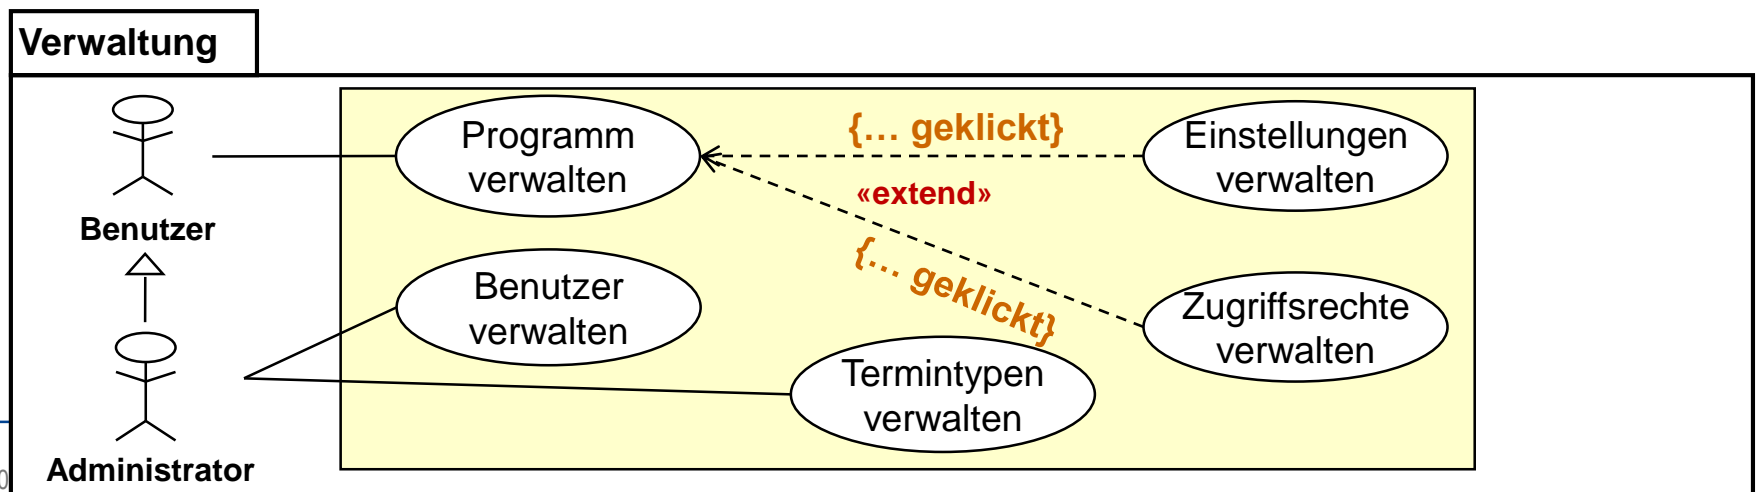 Verwaltung
Programm
verwalten
{… geklickt}
Einstellungen
verwalten
«extend»
Benutzer
{… geklickt}
Benutzer
verwalten
Zugriffsrechte
verwalten
Termintypen
verwalten
Administrator